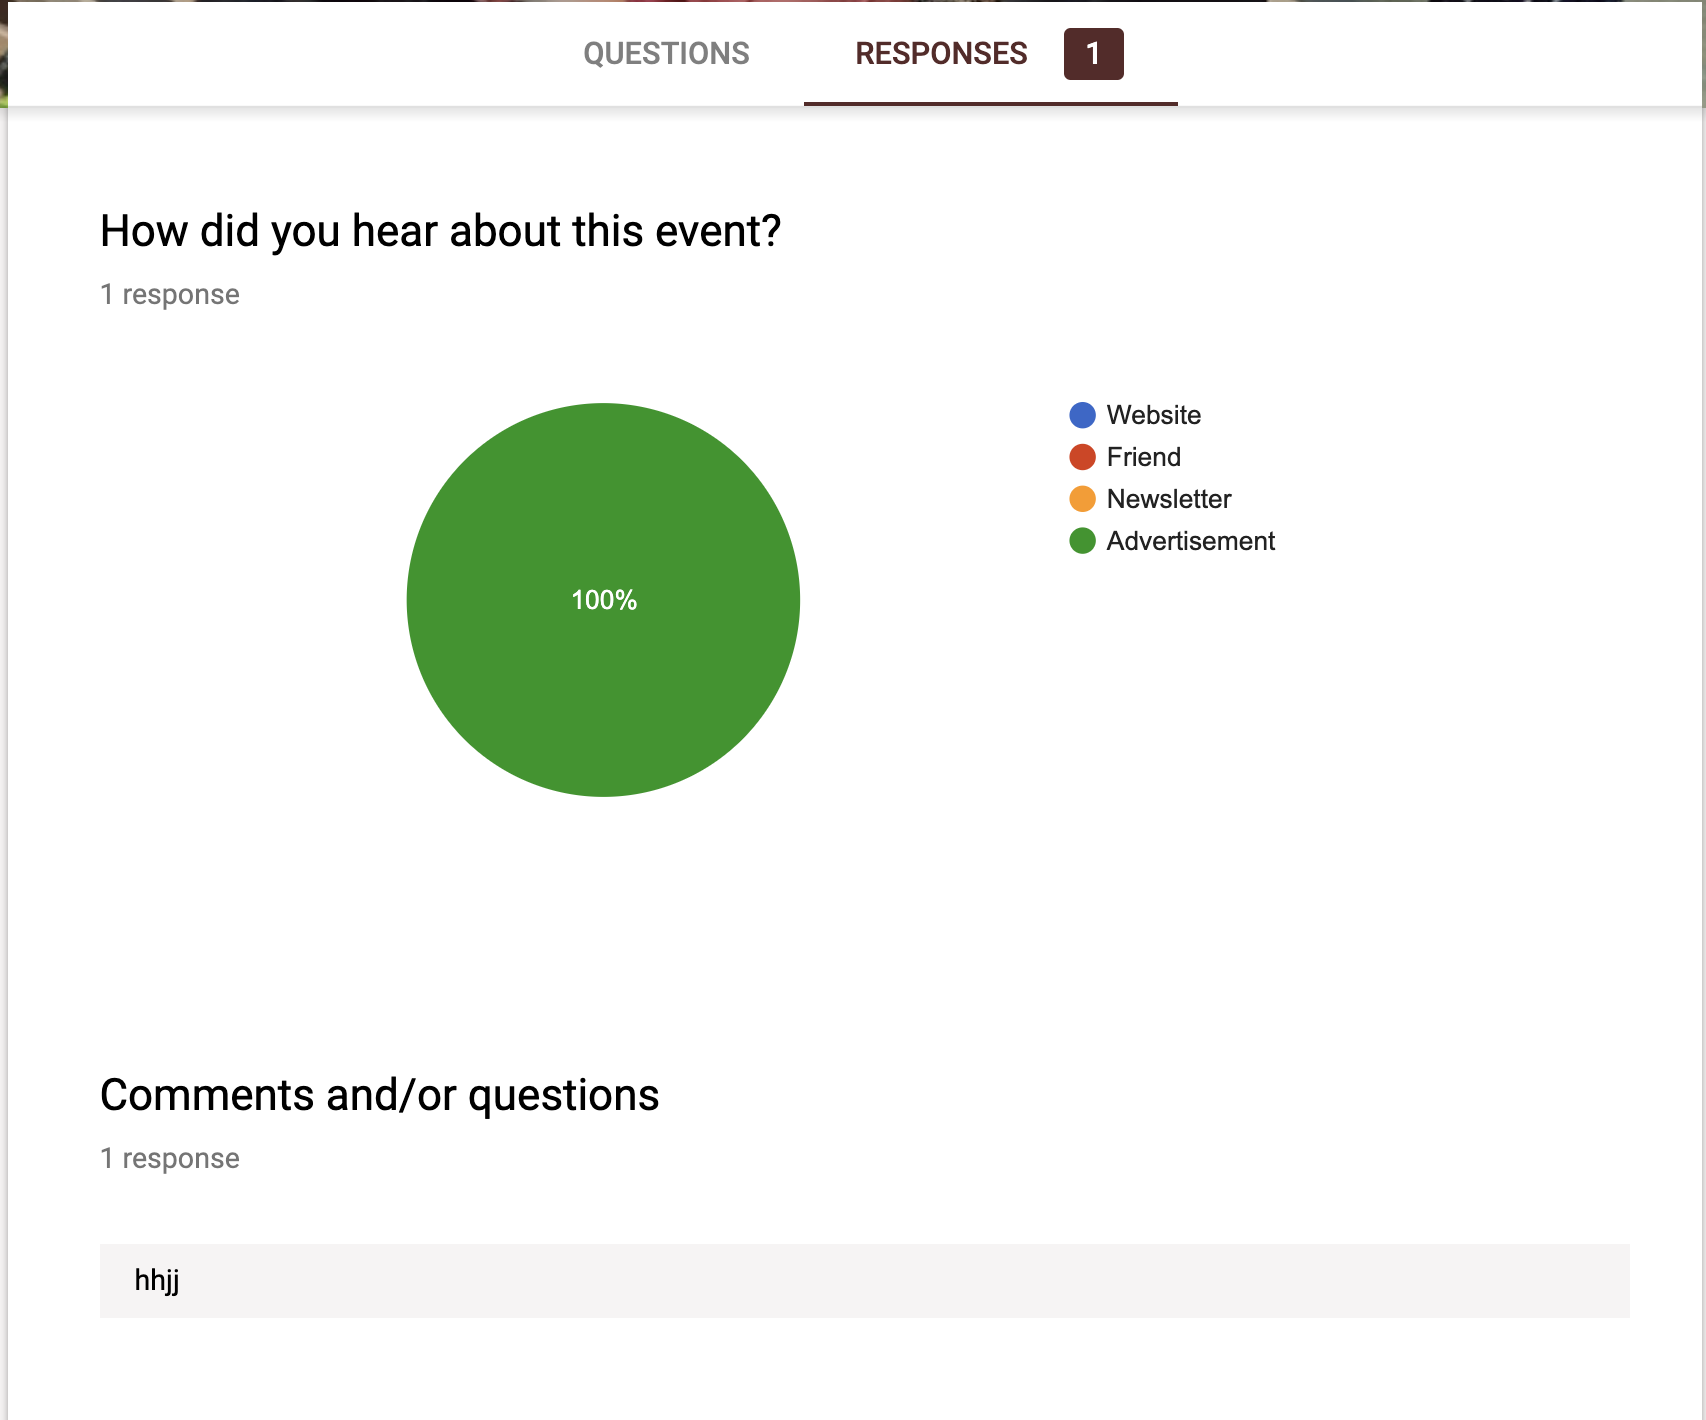 QUESTIONS RESPONSES 1
How did you hear about this event?
1 response
Website
Friend
Newsletter
Advertisement
100%
Comments and/or questions
1 response
hhjj